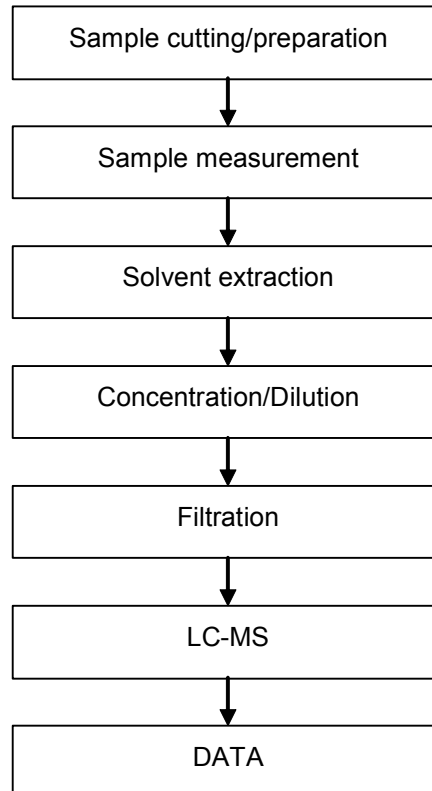 Sample cutting/preparation
Sample measurement
Solvent extraction
Concentration/Dilution
Filtration
LC-MS
DATA